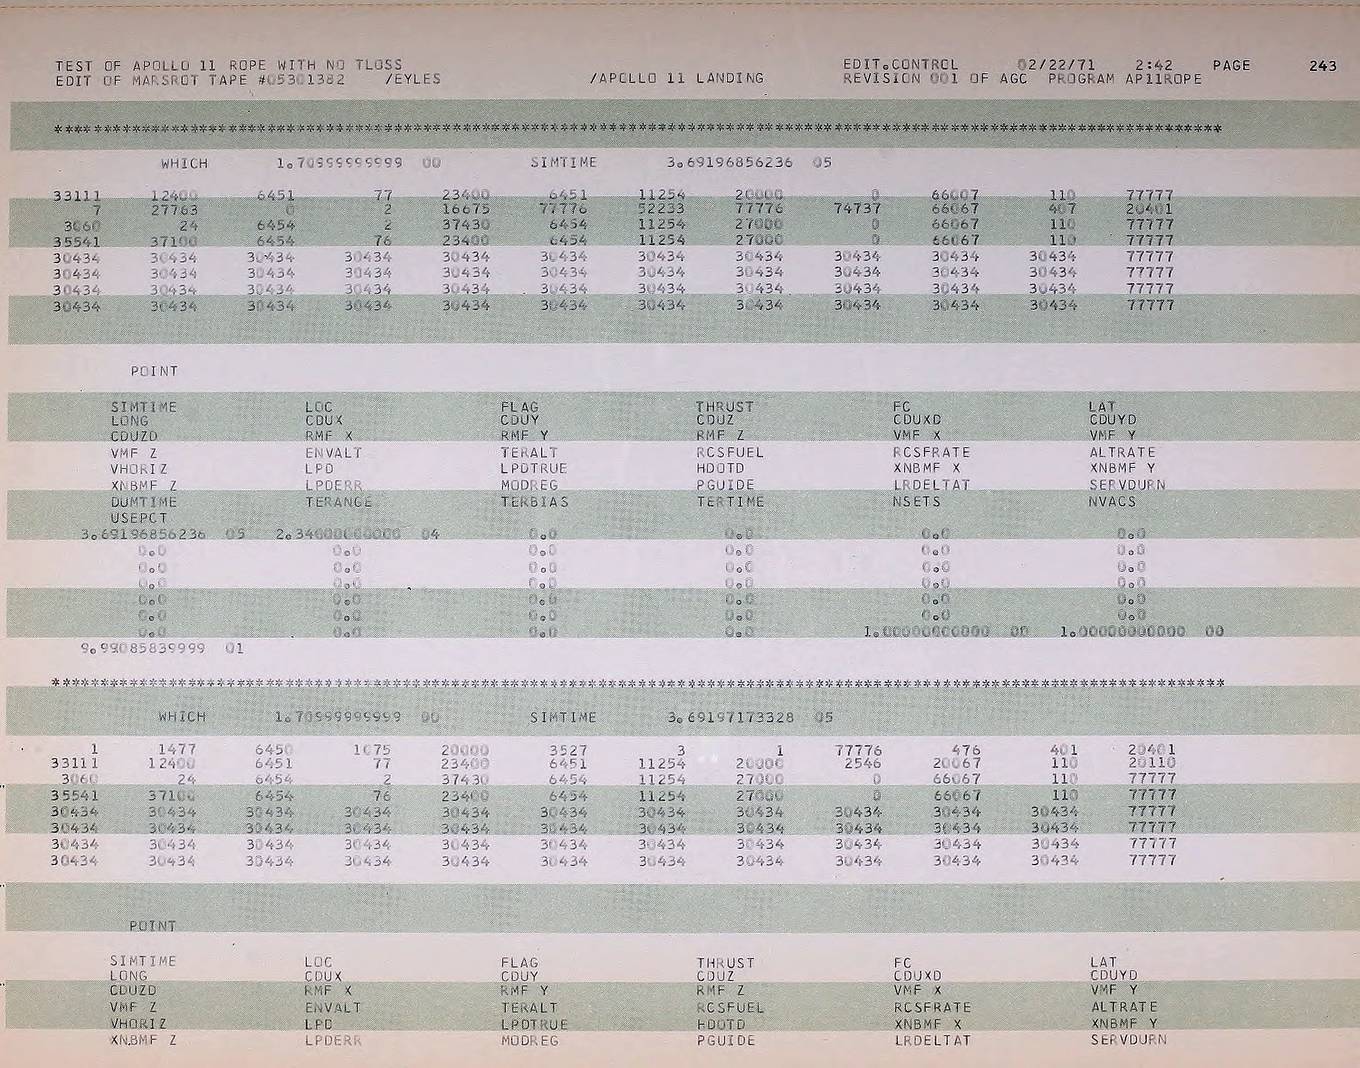 TEST OF APOLLO 11 ROPE WITH NO TLOSS EDIT.CONTROL 02/22/71 2:42 PAGE 243
EDIT OF MARSROT TAPE #05301382 /EYLES /APOLLO 11 LANDING REVISION 001 OF AGC PROGRAM AP11ROPE
************************************************************************************************************************
WHICH 1.70999999999 00 SIMTIME 3.69196856236 05
33111 12400 6451 77 23400 6451 11254 20000 0 66067 110 77777
7 27763 0 2 16675 77776 52233 77776 74737 66067 407 20401
3060 24 6454 2 37430 6454 11254 27000 0 66067 110 77777
35541 37100 6454 76 23400 6454 11254 27000 0 66067 110 77777
30434 30434 30434 30434 30434 30434 30434 30434 30434 30434 30434 77777
30434 30434 30434 30434 30434 30434 30434 30434 30434 30434 30434 77777
30434 30434 30434 30434 30434 30434 30434 30434 30434 30434 30434 77777
30434 30434 30434 30434 30434 30434 30434 30434 30434 30434 30434 77777
POINT
SIMTIME LOC FLAG THRUST FC LAT
LONG CDUX CDUY CDUZ CDUXD CDUYD
CDUZD RMF X RMF Y RMF Z VMF X VMF Y
VMF Z ENVALT TERALT RCSFUEL RCSFRATE ALTRATE
VHORIZ LPD LPDTRUE HDOTD XNBMF X XNBMF Y
XNBMF Z LPDERR MODREG PGUIDE LRDELTAT SERVDURN
DUMTIME TERANGE TERBIAS TERTIME NSETS NVACS
USEPCT
3.69196856236 05 2.34000000000 04 0.0 0.0 0.0 0.0
0.0 0.0 0.0 0.0 0.0 0.0
0.0 0.0 0.0 0.0 0.0 0.0
0.0 0.0 0.0 0.0 0.0 0.0
0.0 0.0 0.0 0.0 0.0 0.0
0.0 0.0 0.0 0.0 0.0 0.0
0.0 0.0 0.0 0.0 1.00000000000 00 1.00000000000 00
9.99085839999 01
************************************************************************************************************************
WHICH 1.70999999999 00 SIMTIME 3.69197173328 05
1 1477 6450 1075 20000 3527 3 1 77776 476 401 20401
33111 12400 6451 77 23400 6451 11254 20000 2546 20067 110 20110
3060 24 6454 2 37430 6454 11254 27000 0 66067 110 77777
35541 37100 6454 76 23400 6454 11254 27000 0 66067 110 77777
30434 30434 30434 30434 30434 30434 30434 30434 30434 30434 30434 77777
30434 30434 30434 30434 30434 30434 30434 30434 30434 30434 30434 77777
30434 30434 30434 30434 30434 30434 30434 30434 30434 30434 30434 77777
30434 30434 30434 30434 30434 30434 30434 30434 30434 30434 30434 77777
POINT
SIMTIME LOC FLAG THRUST FC LAT
LONG CDUX CDUY CDUZ CDUXD CDUYD
CDUZD RMF X RMF Y RMF Z VMF X VMF Y
VMF Z ENVALT TERALT RCSFUEL RCSFRATE ALTRATE
VHORIZ LPD LPDTRUE HDOTD XNBMF X XNBMF Y
XNBMF Z LPDERR MODREG PGUIDE LRDELTAT SERVDURN